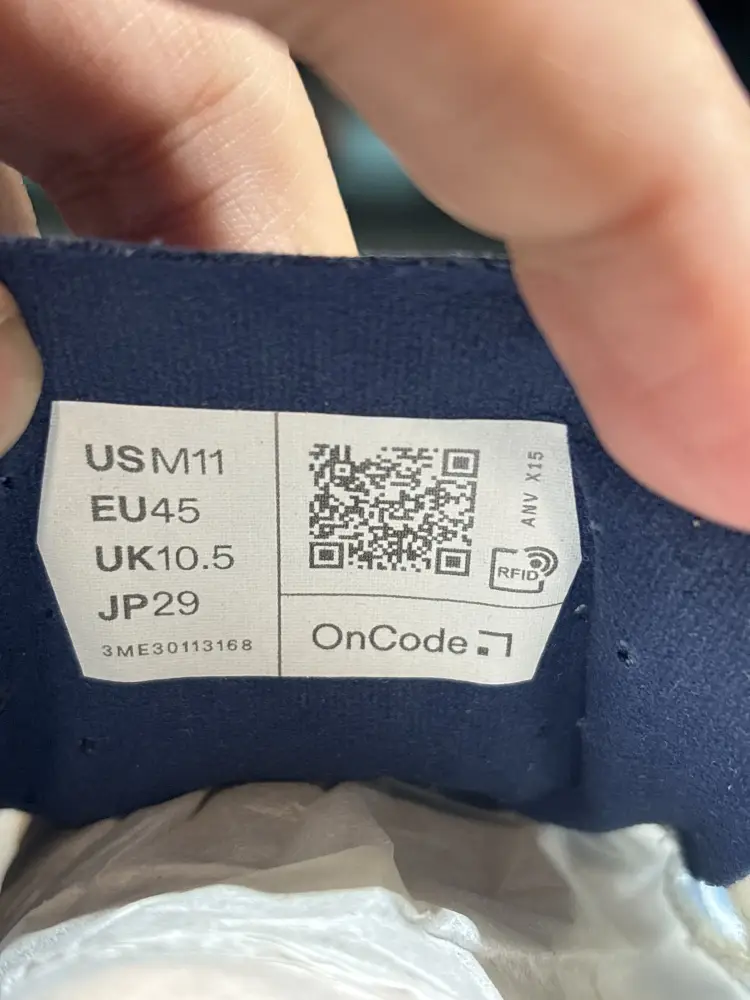 USM11
EU45
UK10.5
JP29
3ME30113168
ANV X15
RFID
OnCode